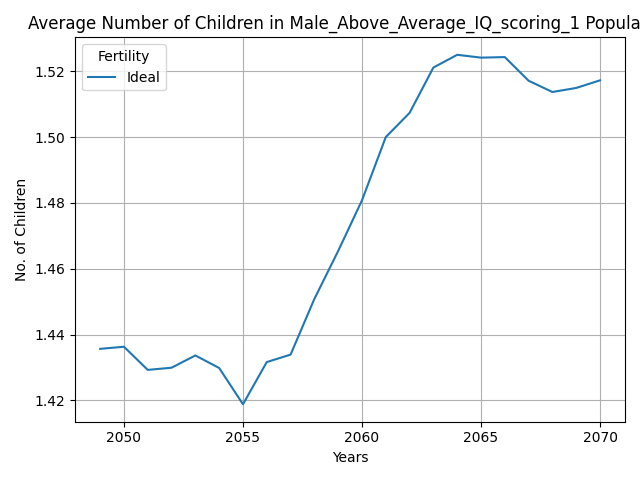 Average Number of Children in Male_Above_Average_IQ_scoring_1 Popula
Fertility
Ideal
No. of Children
1.52
1.50
1.48
1.46
1.44
1.42
2050 2055 2060 2065 2070
Years